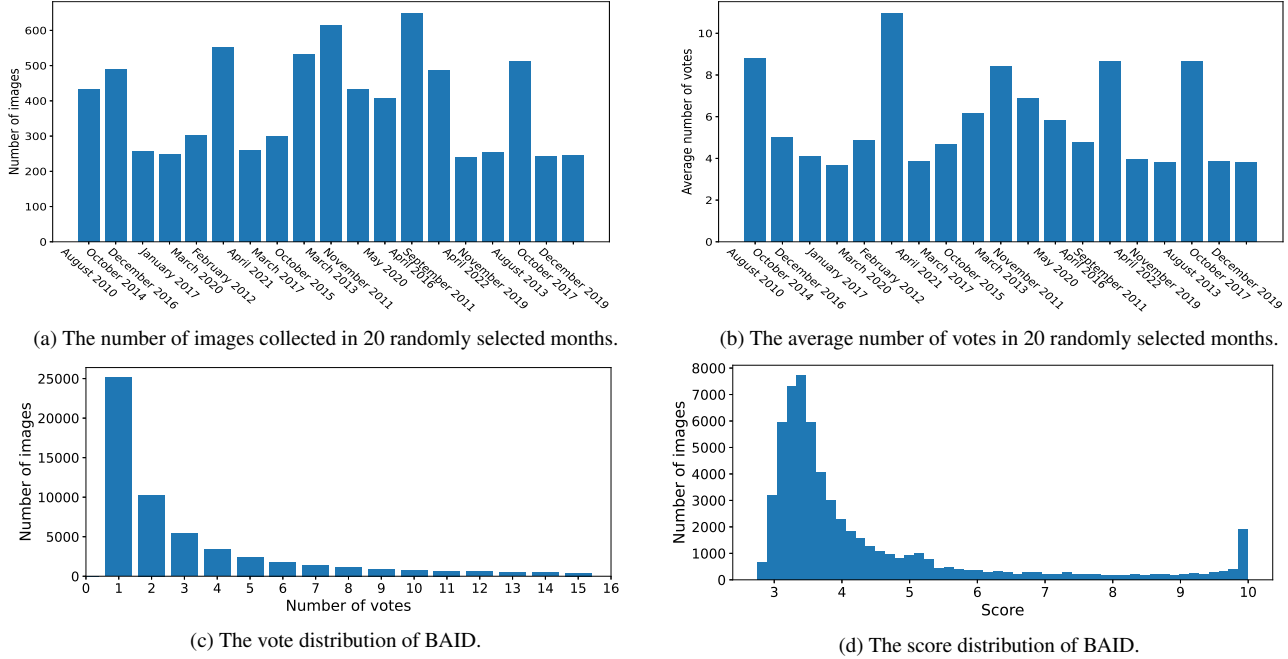 600
500
400
300
200
100
0
Number of images
August 2010
October 2014
December 2016
January 2017
March 2020
February 2012
April 2021
March 2017
October 2015
March 2013
November 2011
May 2020
April 2016
September 2011
April 2022
November 2019
August 2013
October 2017
December 2019
(a) The number of images collected in 20 randomly selected months.
10
8
6
4
2
0
Average number of votes
August 2010
October 2014
December 2016
January 2017
March 2020
February 2012
April 2021
March 2017
October 2015
March 2013
November 2011
May 2020
April 2016
September 2011
April 2022
November 2019
August 2013
October 2017
December 2019
(b) The average number of votes in 20 randomly selected months.
25000
20000
15000
10000
5000
0
Number of images
0 1 2 3 4 5 6 7 8 9 10 11 12 13 14 15 16
Number of votes
(c) The vote distribution of BAID.
8000
7000
6000
5000
4000
3000
2000
1000
0
Number of images
3 4 5 6 7 8 9 10
Score
(d) The score distribution of BAID.